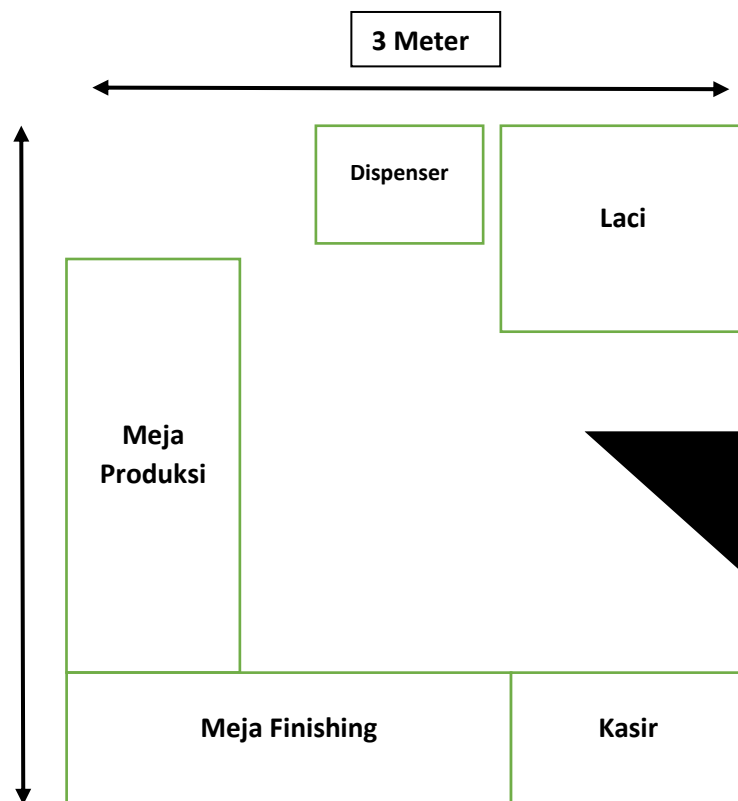 3 Meter
Dispenser
Laci
Meja
Produksi
Meja Finishing
Kasir